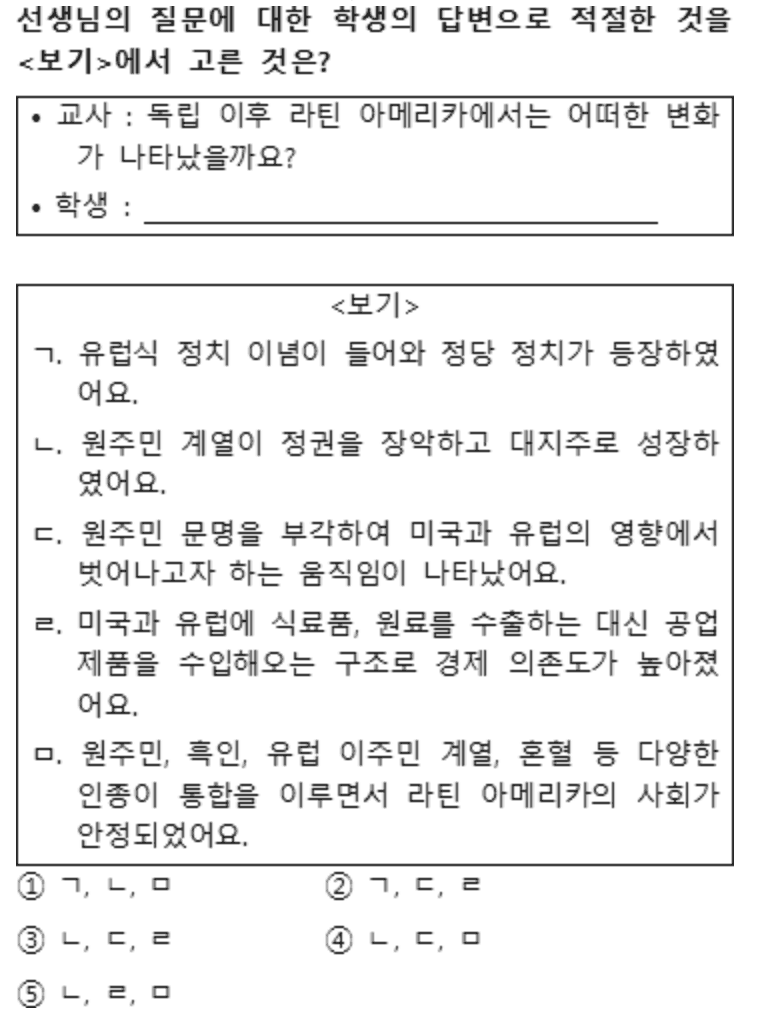 선생님의 질문에 대한 학생의 답변으로 적절한 것을
<보기>에서 고른 것은?
• 교사 : 독립 이후 라틴 아메리카에서는 어떠한 변화
가 나타났을까요?
• 학생 :
<보기>
ㄱ. 유럽식 정치 이념이 들어와 정당 정치가 등장하였
어요.
ㄴ. 원주민 계열이 정권을 장악하고 대지주로 성장하
였어요.
ㄷ. 원주민 문명을 부각하여 미국과 유럽의 영향에서
벗어나고자 하는 움직임이 나타났어요.
ㄹ. 미국과 유럽에 식료품, 원료를 수출하는 대신 공업
제품을 수입해오는 구조로 경제 의존도가 높아졌
어요.
ㅁ. 원주민, 흑인, 유럽 이주민 계열, 혼혈 등 다양한
인종이 통합을 이루면서 라틴 아메리카의 사회가
안정되었어요.
① ㄱ, ㄴ, ㅁ ② ㄱ, ㄷ, ㄹ
③ ㄴ, ㄷ, ㄹ ④ ㄴ, ㄷ, ㅁ
⑤ ㄴ, ㄹ, ㅁ